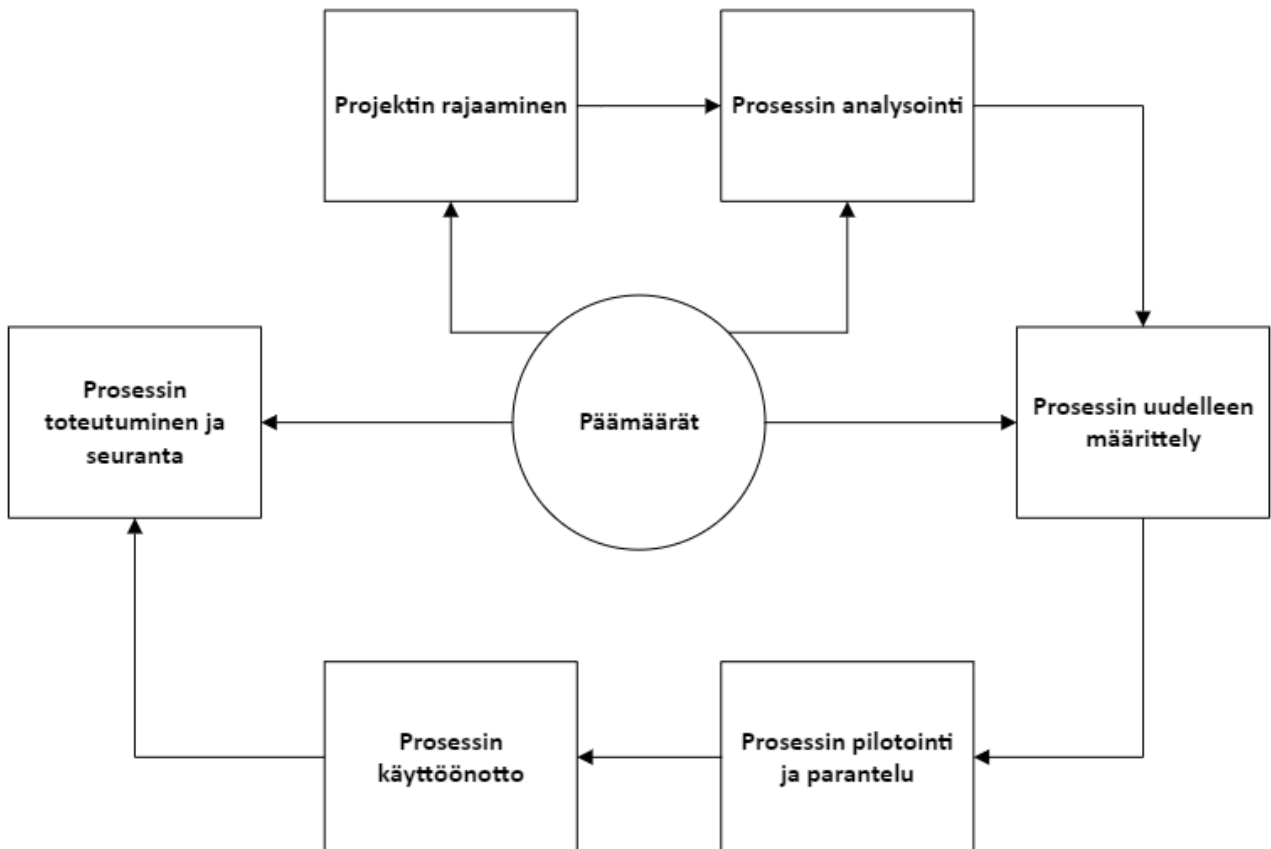 Projektin rajaaminen
Prosessin analysointi
Prosessin
toteutuminen ja
seuranta
Päämäärät
Prosessin uudelleen
määrittely
Prosessin
käyttöönotto
Prosessin pilotointi
ja parantelu